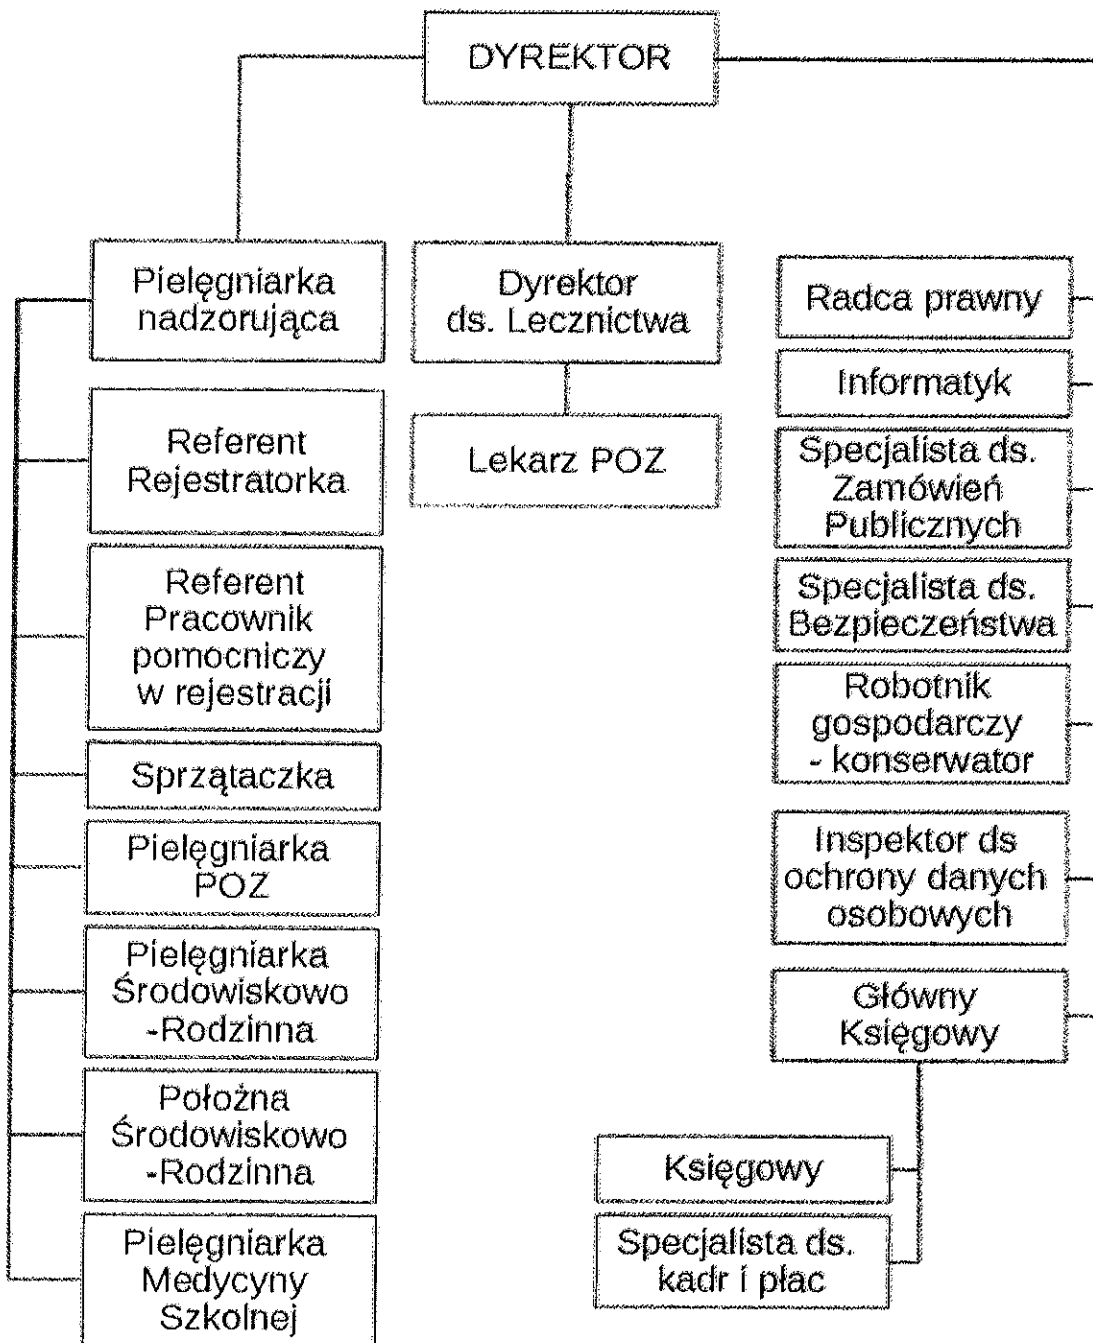 DYREKTOR
Pielęgniarka
nadzorująca
Referent
Rejestratorka
Referent
Pracownik
pomocniczy
w rejestracji
Sprzątaczka
Pielęgniarka
POZ
Pielęgniarka
Środowiskowo
-Rodzinna
Położna
Środowiskowo
-Rodzinna
Pielęgniarka
Medycyny
Szkolnej
Dyrektor
ds. Lecznictwa
Lekarz POZ
Radca prawny
Informatyk
Specjalista ds.
Zamówień
Publicznych
Specjalista ds.
Bezpieczeństwa
Robotnik
gospodarczy
- konserwator
Inspektor ds
ochrony danych
osobowych
Główny
Księgowy
Księgowy
Specjalista ds.
kadr i płac